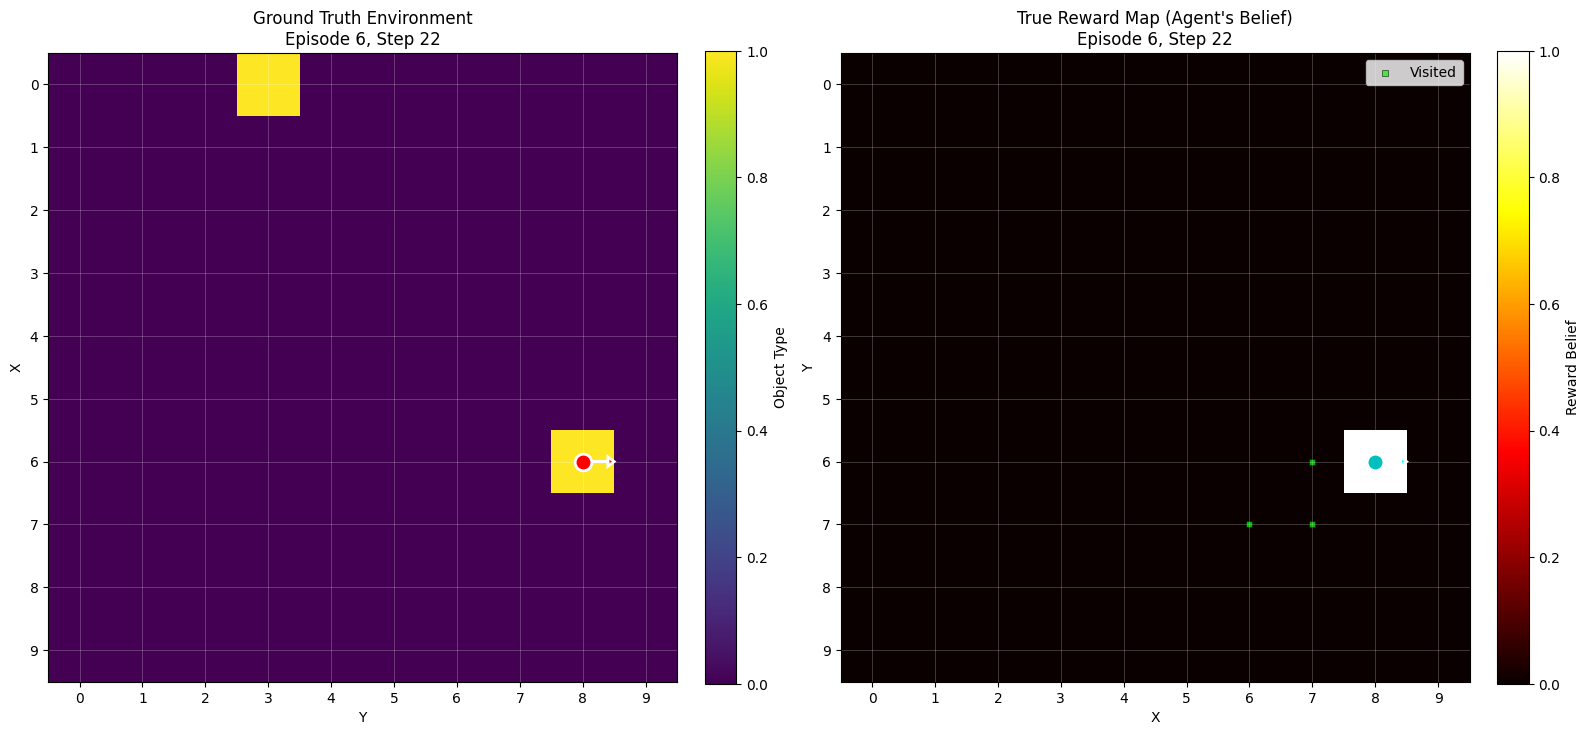 Ground Truth Environment
Episode 6, Step 22
0
1
2
3
4
5
6
7
8
9
X
0 1 2 3 4 5 6 7 8 9
Y
1.0
0.8
0.6
0.4
0.2
0.0
Object Type
True Reward Map (Agent's Belief)
Episode 6, Step 22
Visited
0
1
2
3
4
5
6
7
8
9
Y
0 1 2 3 4 5 6 7 8 9
X
1.0
0.8
0.6
0.4
0.2
0.0
Reward Belief